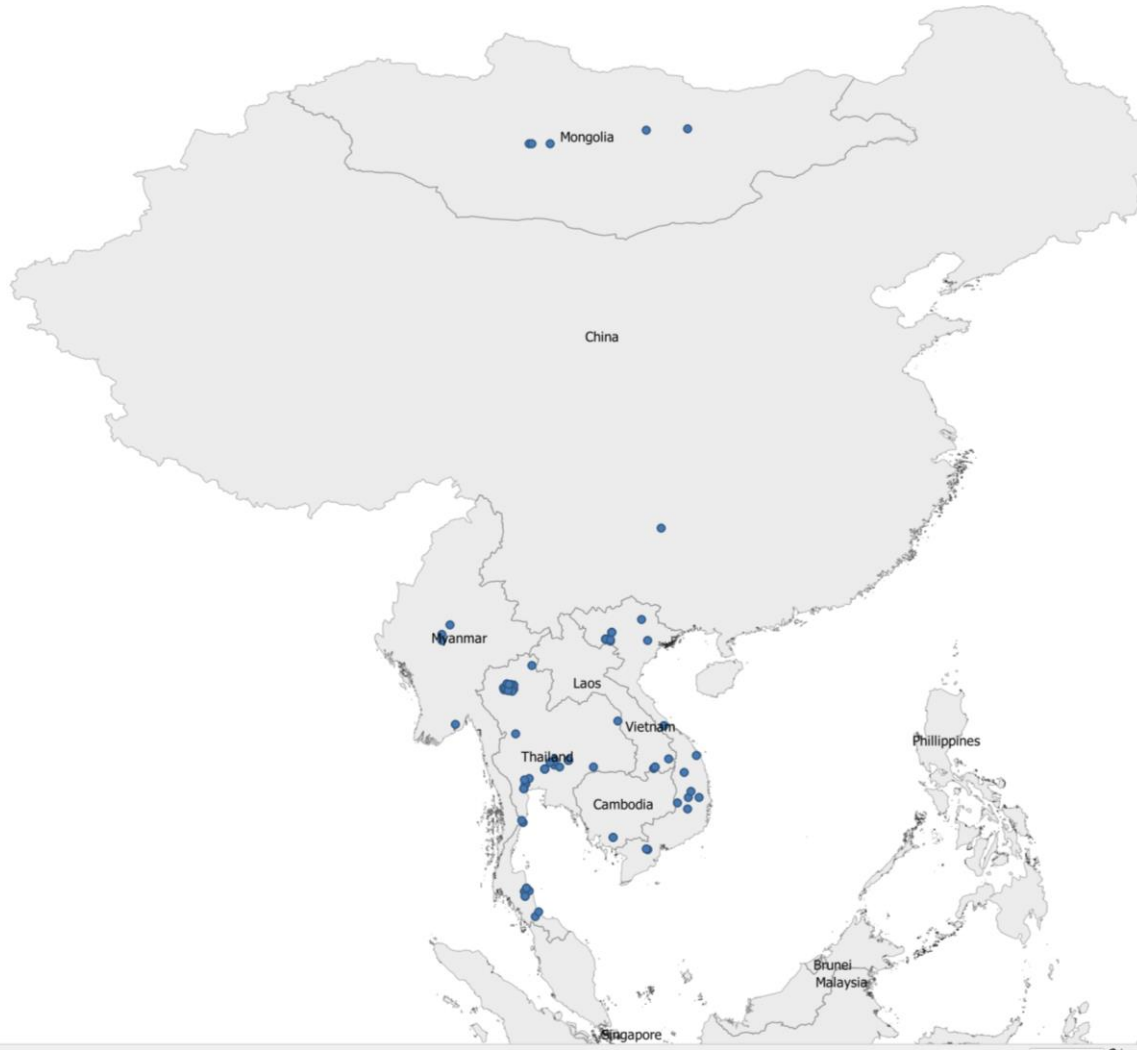 Mongolia
China
Myanmar
Laos
Vietnam
Phillippines
Thailand
Cambodia
Brunei
Malaysia
Singapore